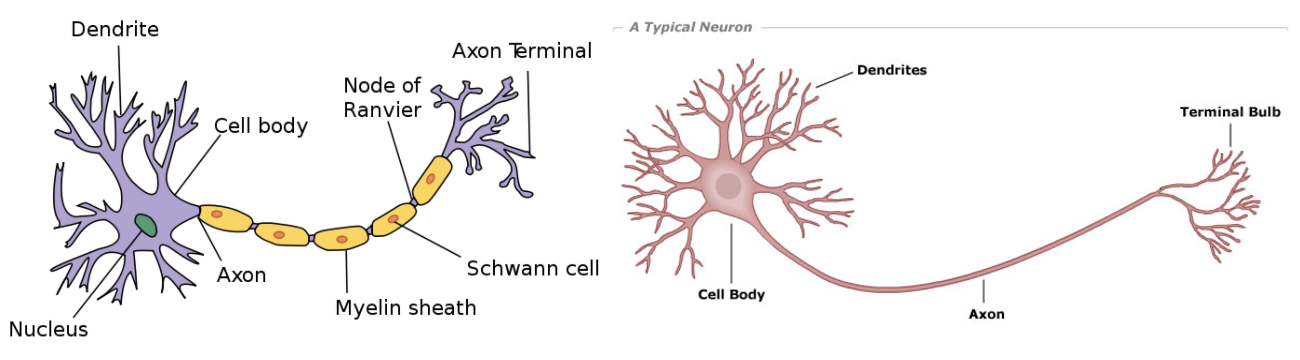 Dendrite
Axon Terminal
Node of
Ranvier
Cell body
Axon
Schwann cell
Myelin sheath
Nucleus
A Typical Neuron
Dendrites
Terminal Bulb
Cell Body
Axon